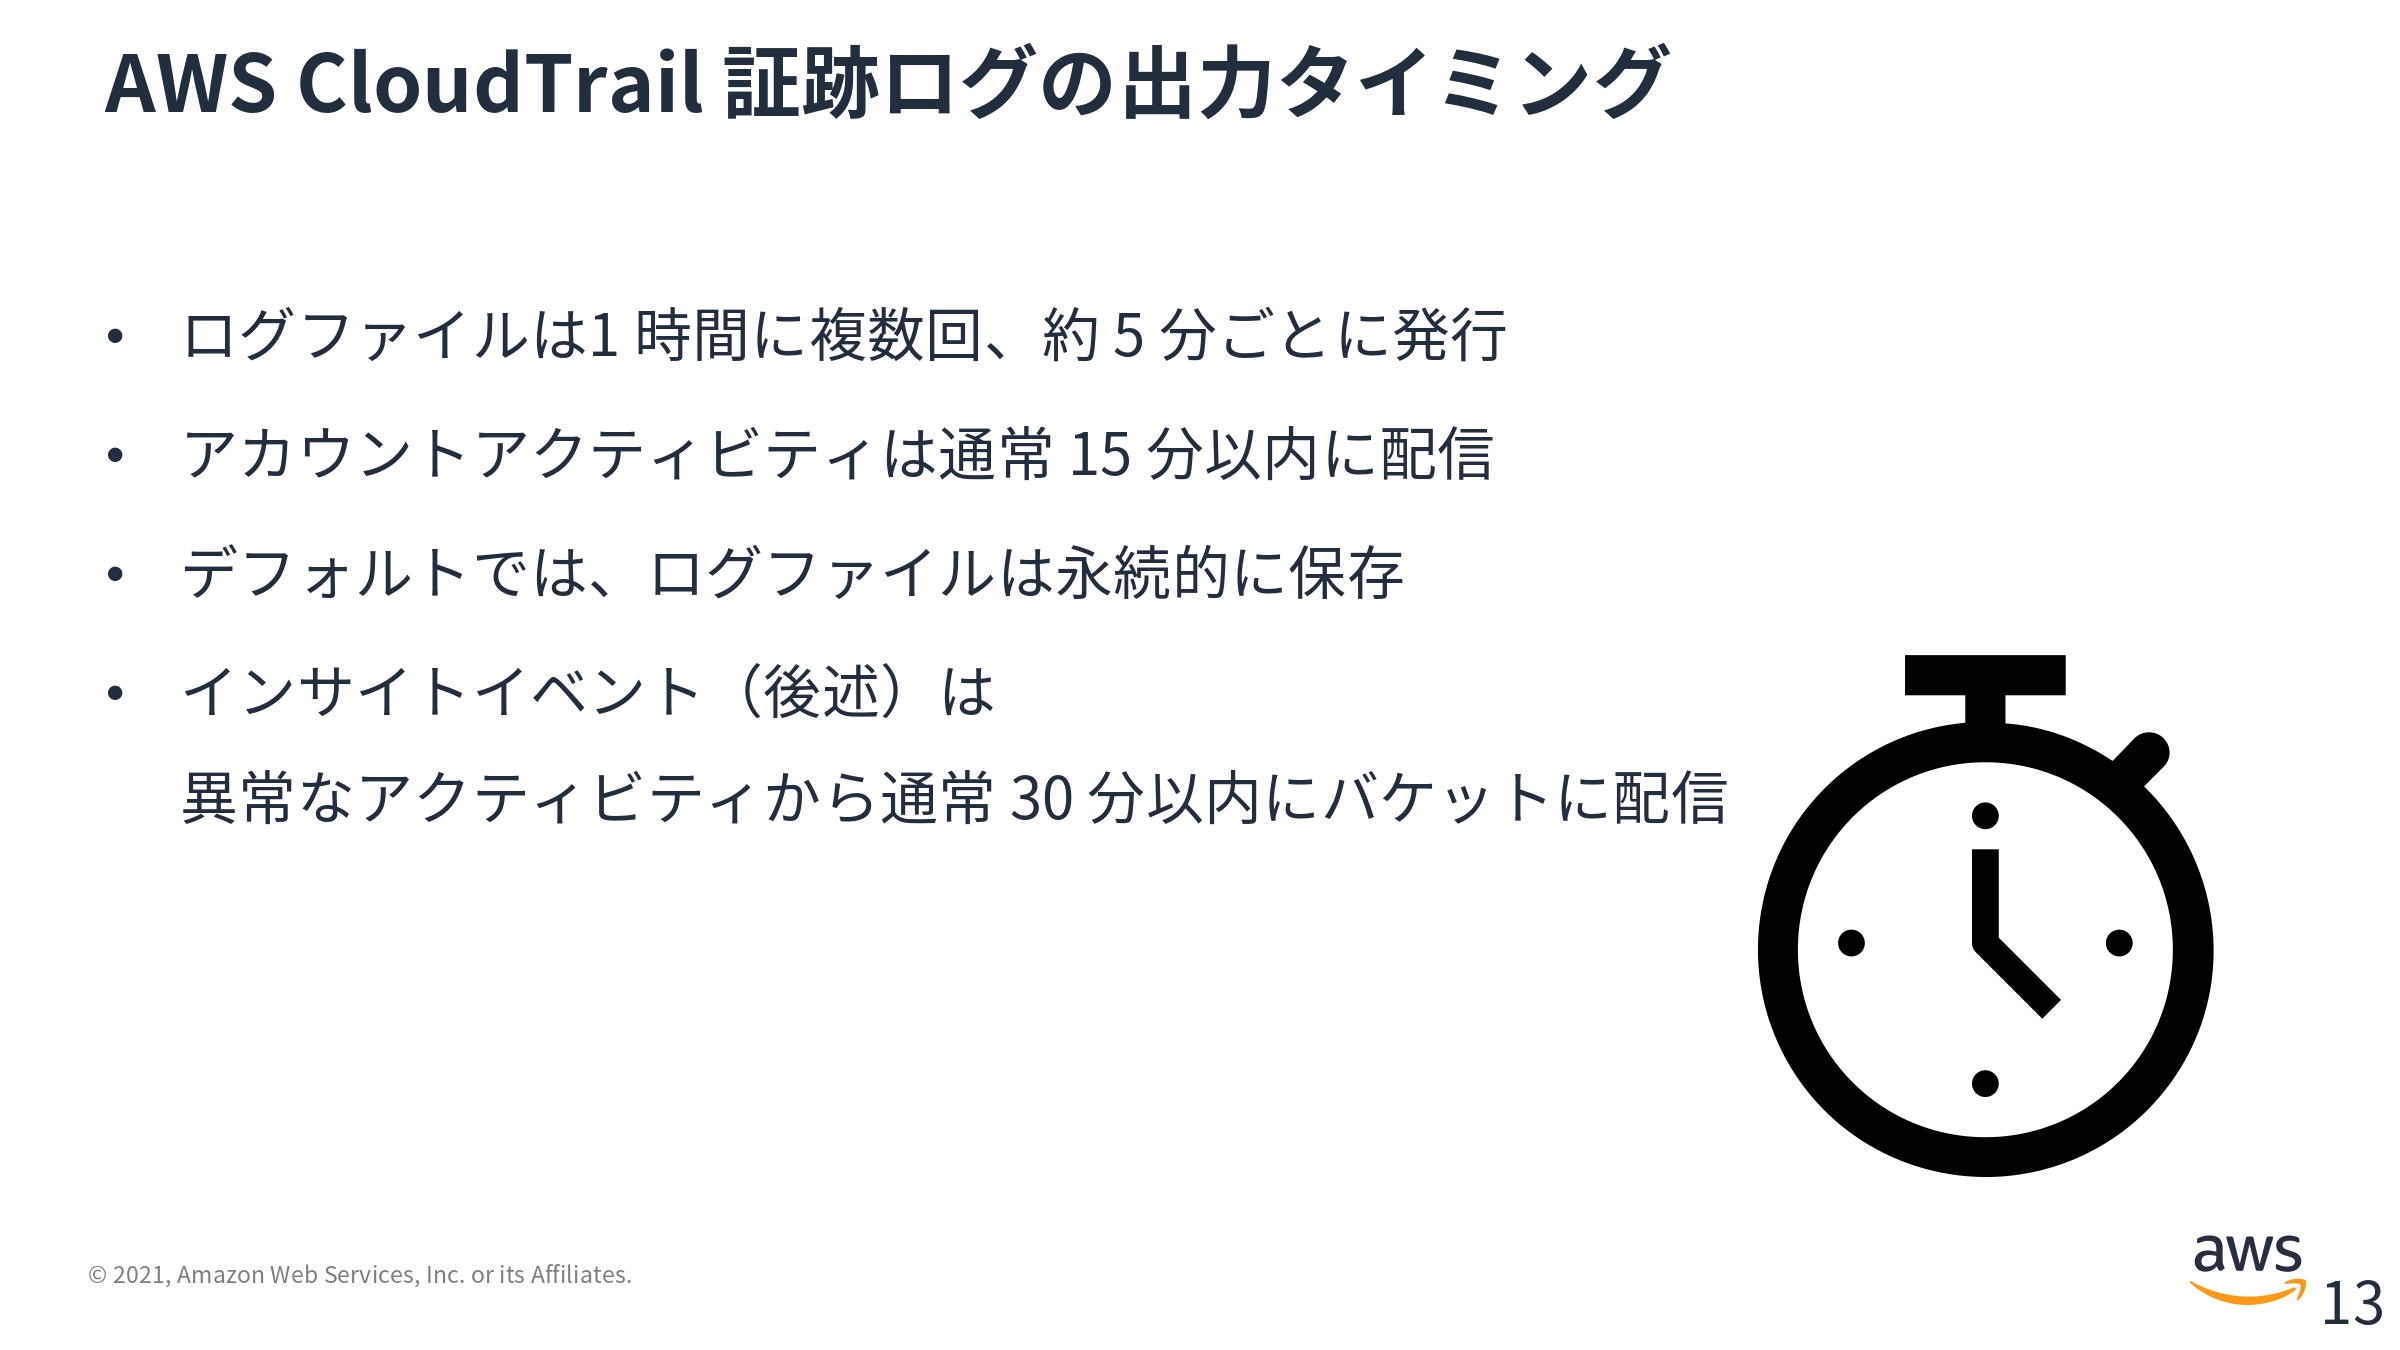 AWS CloudTrail 証跡ログの出力タイミング
• ログファイルは1 時間に複数回、約 5 分ごとに発行
• アカウントアクティビティは通常 15 分以内に配信
• デフォルトでは、ログファイルは永続的に保存
• インサイトイベント（後述）は
異常なアクティビティから通常 30 分以内にバケットに配信
© 2021, Amazon Web Services, Inc. or its Affiliates.
aws
13